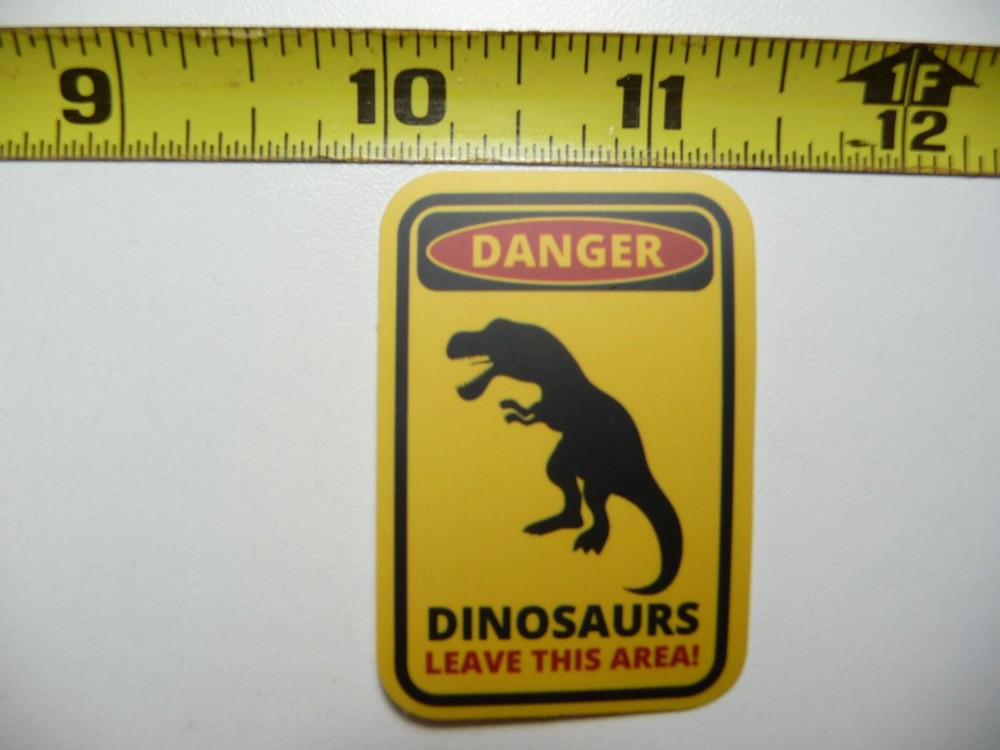 9 10 11 1F 12
DANGER
DINOSAURS
LEAVE THIS AREA!